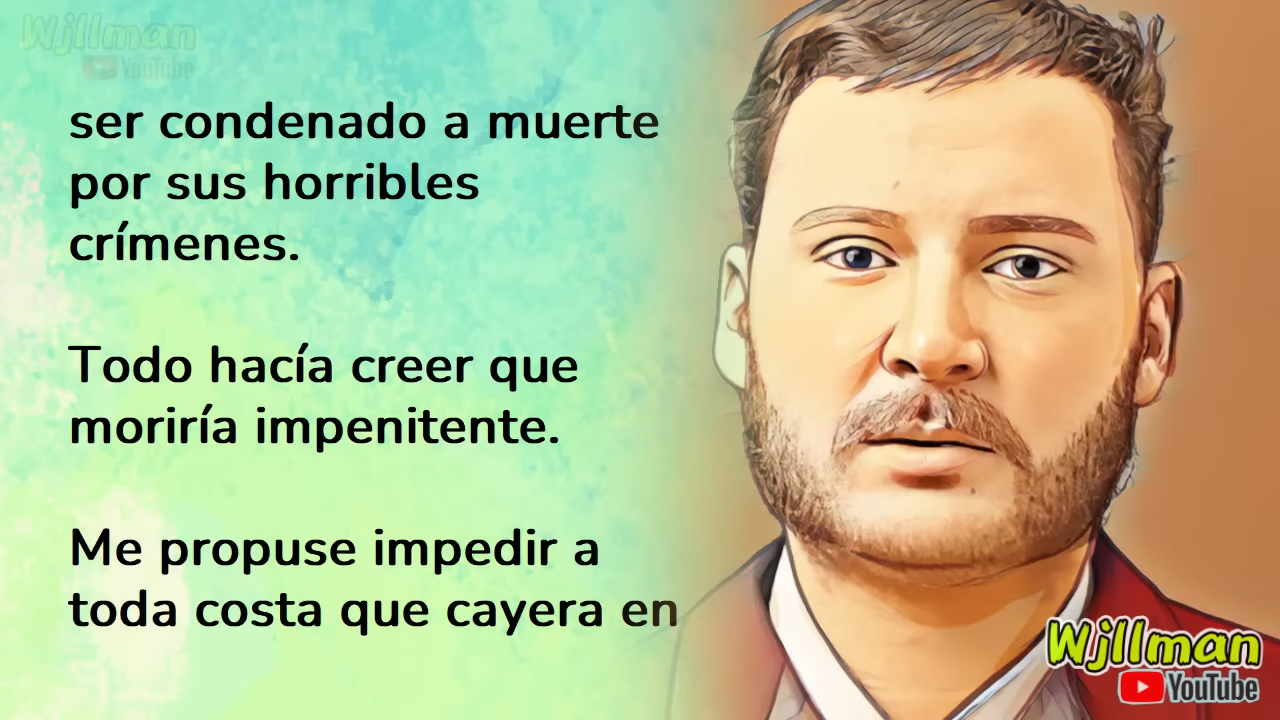 Wjllman
YouTube
ser condenado a muerte
por sus horribles
crímenes.
Todo hacía creer que
moriría impenitente.
Me propuse impedir a
toda costa que cayera en
Wjllman
YouTube